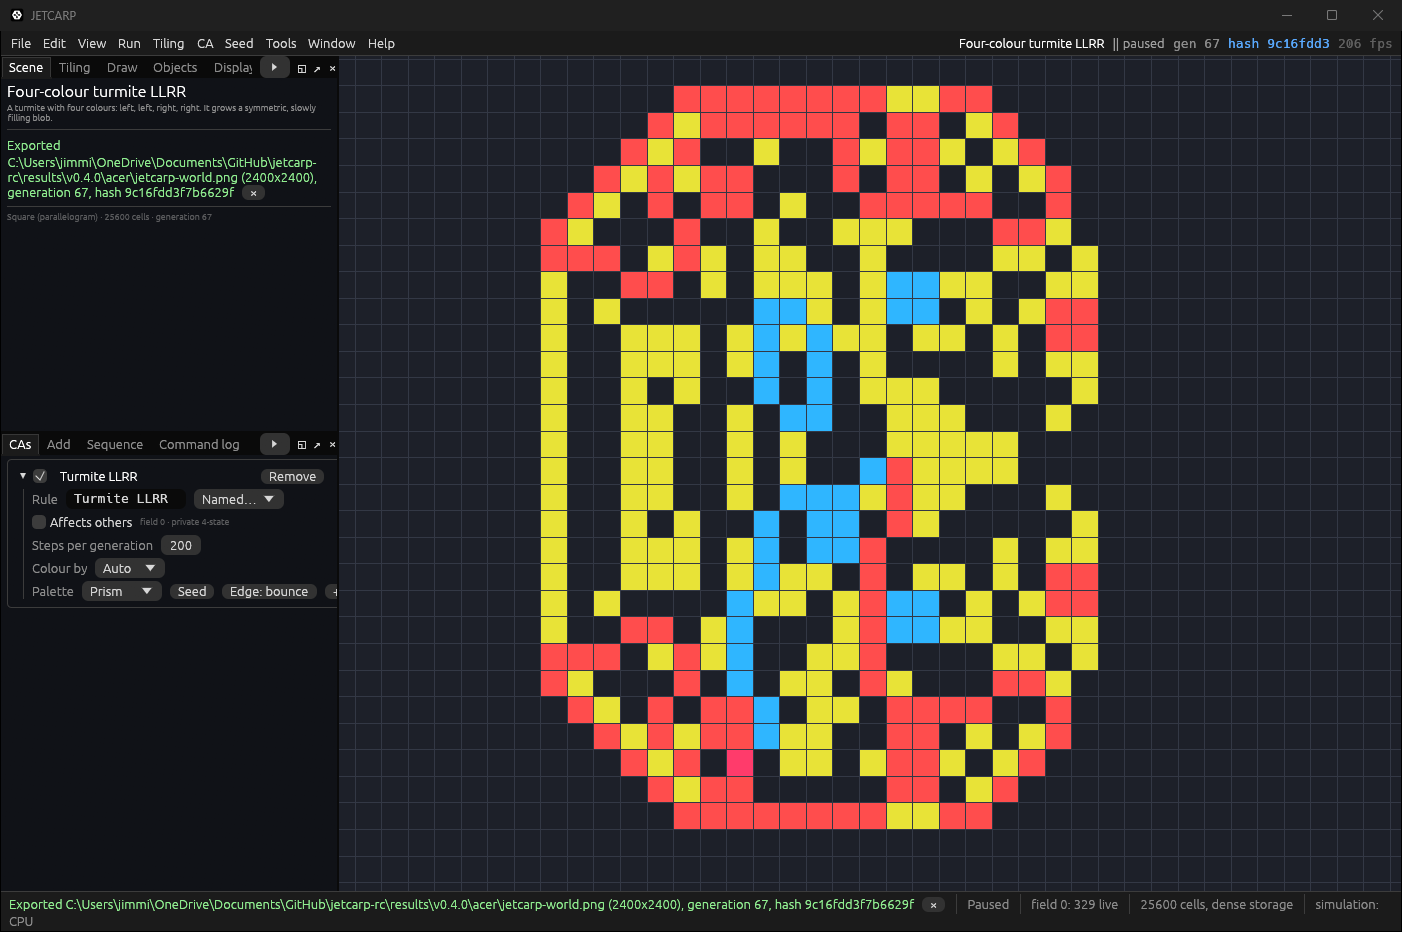 JETCARP
File Edit View Run Tiling CA Seed Tools Window Help
Four-colour turmite LLRR || paused gen 67 hash 9c16fdd3 206 fps
Scene Tiling Draw Objects Display
Four-colour turmite LLRR
A turmite with four colours: left, left, right, right. It grows a symmetric, slowly
filling blob.
Exported
C:\Users\jimmi\OneDrive\Documents\GitHub\jetcarp-
rc\results\v0.4.0\acer\jetcarp-world.png (2400x2400),
generation 67, hash 9c16fdd3f7b6629f ×
Square (parallelogram) · 25600 cells · generation 67
CAs Add Sequence Command log
Turmite LLRR Remove
Rule Turmite LLRR Named...
Affects others field 0 · private 4-state
Steps per generation 200
Colour by Auto
Palette Prism Seed Edge: bounce +
Exported C:\Users\jimmi\OneDrive\Documents\GitHub\jetcarp-rc\results\v0.4.0\acer\jetcarp-world.png (2400x2400), generation 67, hash 9c16fdd3f7b6629f × Paused field 0: 329 live 25600 cells, dense storage simulation:
CPU